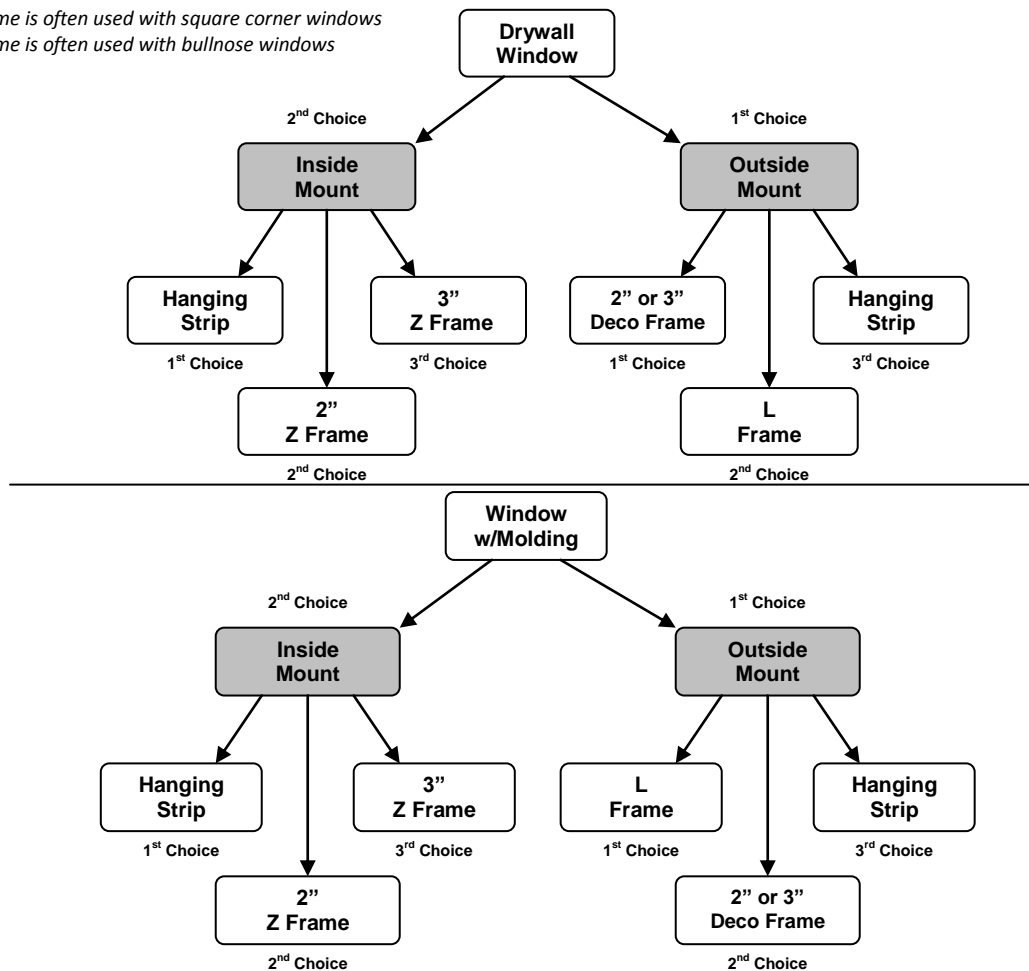 me is often used with square corner windows
me is often used with bullnose windows
Drywall
Window
2nd Choice
1st Choice
Inside
Mount
Outside
Mount
Hanging
Strip
3”
Z Frame
2” or 3”
Deco Frame
Hanging
Strip
1st Choice
3rd Choice
1st Choice
3rd Choice
2”
Z Frame
L
Frame
2nd Choice
2nd Choice
Window
w/Molding
2nd Choice
1st Choice
Inside
Mount
Outside
Mount
Hanging
Strip
3”
Z Frame
L
Frame
Hanging
Strip
1st Choice
3rd Choice
1st Choice
3rd Choice
2”
Z Frame
2” or 3”
Deco Frame
2nd Choice
2nd Choice